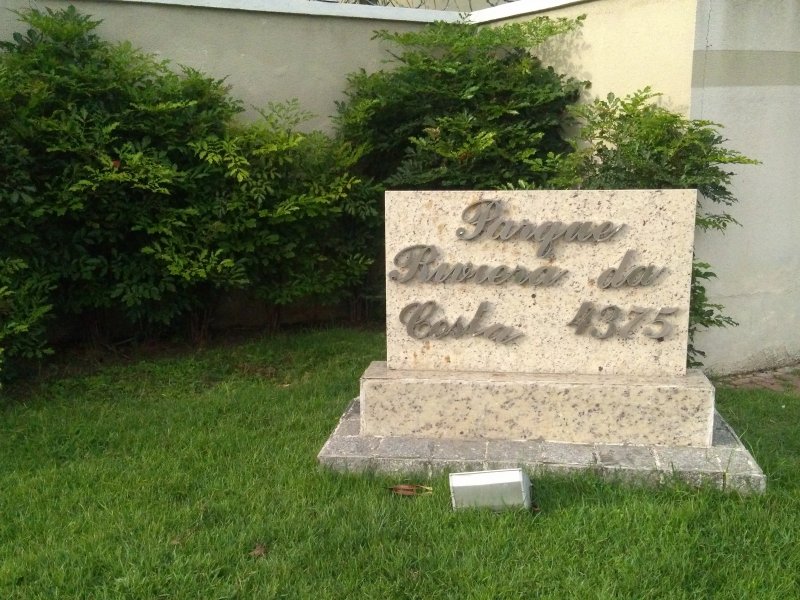 Parque
Riviera da
Costa 4375